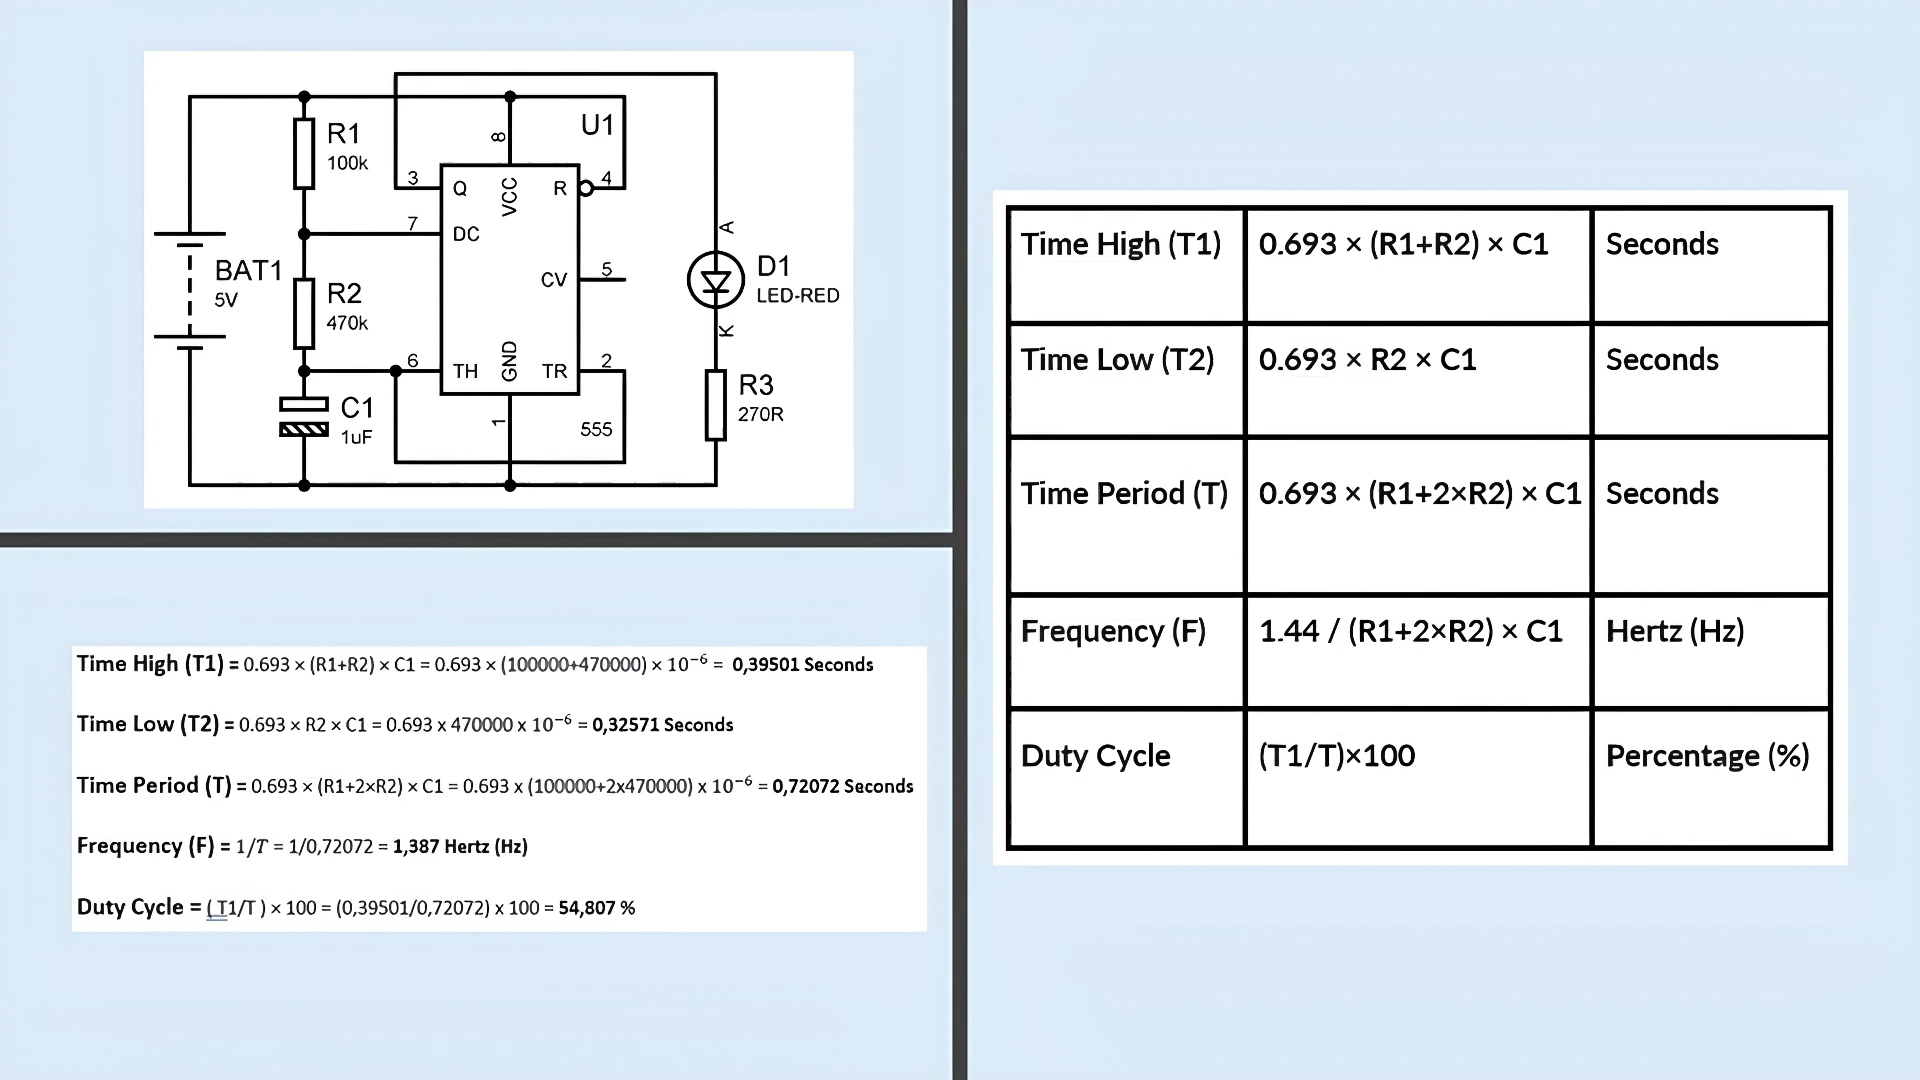 U1
R1
100k
8
3
Q
VCC
R
4
7
DC
A
BAT1
5V
R2
470k
CV
5
D1
LED-RED
K
6
TH
GND
TR
2
R3
270R
C1
1uF
1
555
Time High (T1) = 0.693 × (R1+R2) × C1 = 0.693 × (100000+470000) × 10⁻⁶ = 0,39501 Seconds
Time Low (T2) = 0.693 × R2 × C1 = 0.693 x 470000 x 10⁻⁶ = 0,32571 Seconds
Time Period (T) = 0.693 × (R1+2×R2) × C1 = 0.693 x (100000+2x470000) x 10⁻⁶ = 0,72072 Seconds
Frequency (F) = 1/T = 1/0,72072 = 1,387 Hertz (Hz)
Duty Cycle = ( T1/T ) × 100 = (0,39501/0,72072) x 100 = 54,807 %
Time High (T1) 0.693 × (R1+R2) × C1 Seconds
Time Low (T2) 0.693 × R2 × C1 Seconds
Time Period (T) 0.693 × (R1+2×R2) × C1 Seconds
Frequency (F) 1.44 / (R1+2×R2) × C1 Hertz (Hz)
Duty Cycle (T1/T)×100 Percentage (%)